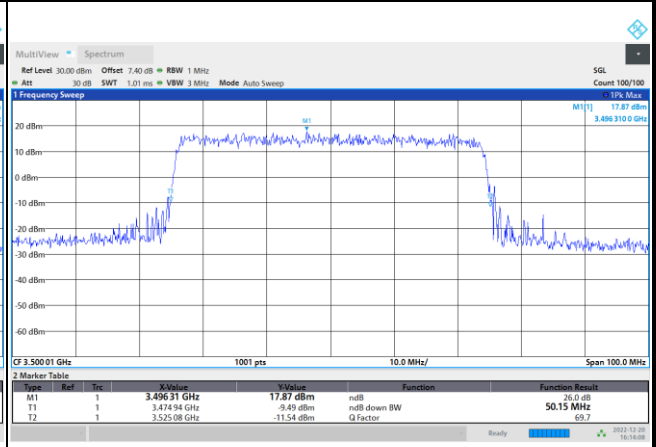 MultiView Spectrum
Ref Level 30.00 dBm Offset 7.40 dB RBW 1 MHz SGL
Att 30 dB SWT 1.01 ms VBW 3 MHz Mode Auto Sweep Count 100/100
1 Frequency Sweep 1Pk Max
M1[1] 17.87 dBm
3.496 310 0 GHz
M1
20 dBm
10 dBm
0 dBm
T1
-10 dBm
-20 dBm
-30 dBm
-40 dBm
-50 dBm
-60 dBm
CF 3.500 01 GHz 1001 pts 10.0 MHz/ Span 100.0 MHz
2 Marker Table
Type Ref Trc X-Value Y-Value Function Function Result
M1 1 3.496 31 GHz 17.87 dBm ndB 26.0 dB
T1 1 3.474 94 GHz -9.49 dBm ndB down BW 50.15 MHz
T2 1 3.525 08 GHz -11.54 dBm Q Factor 69.7
Ready 2022-12-20
16:14:08